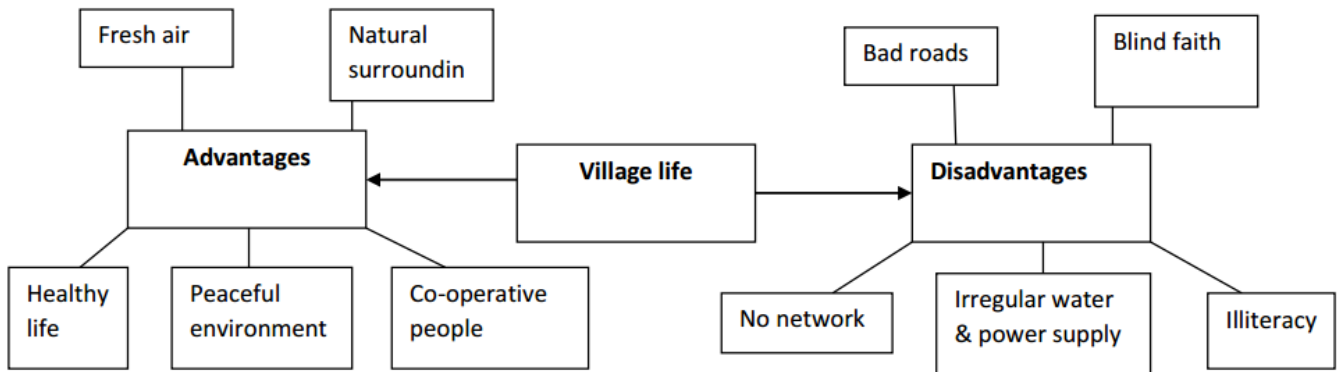 Fresh air
Natural
surroundin
Bad roads
Blind faith
Advantages
Village life
Disadvantages
Healthy
life
Peaceful
environment
Co-operative
people
No network
Irregular water
& power supply
Illiteracy